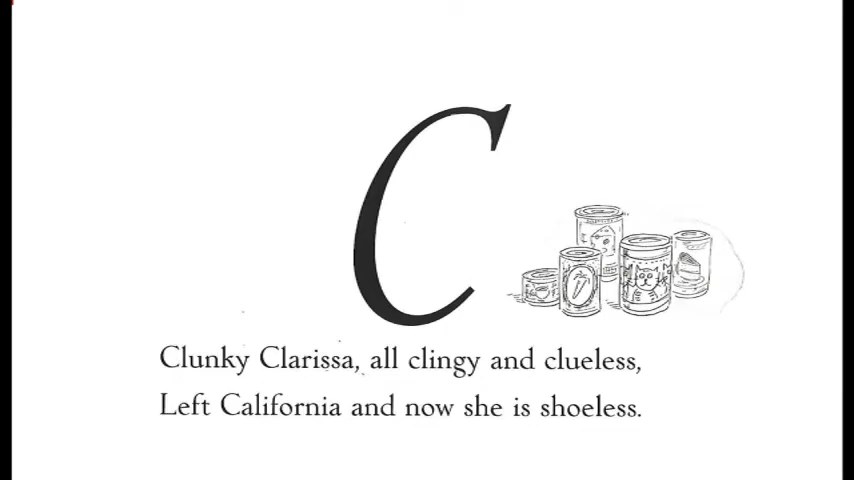 C
Clunky Clarissa, all clingy and clueless,
Left California and now she is shoeless.